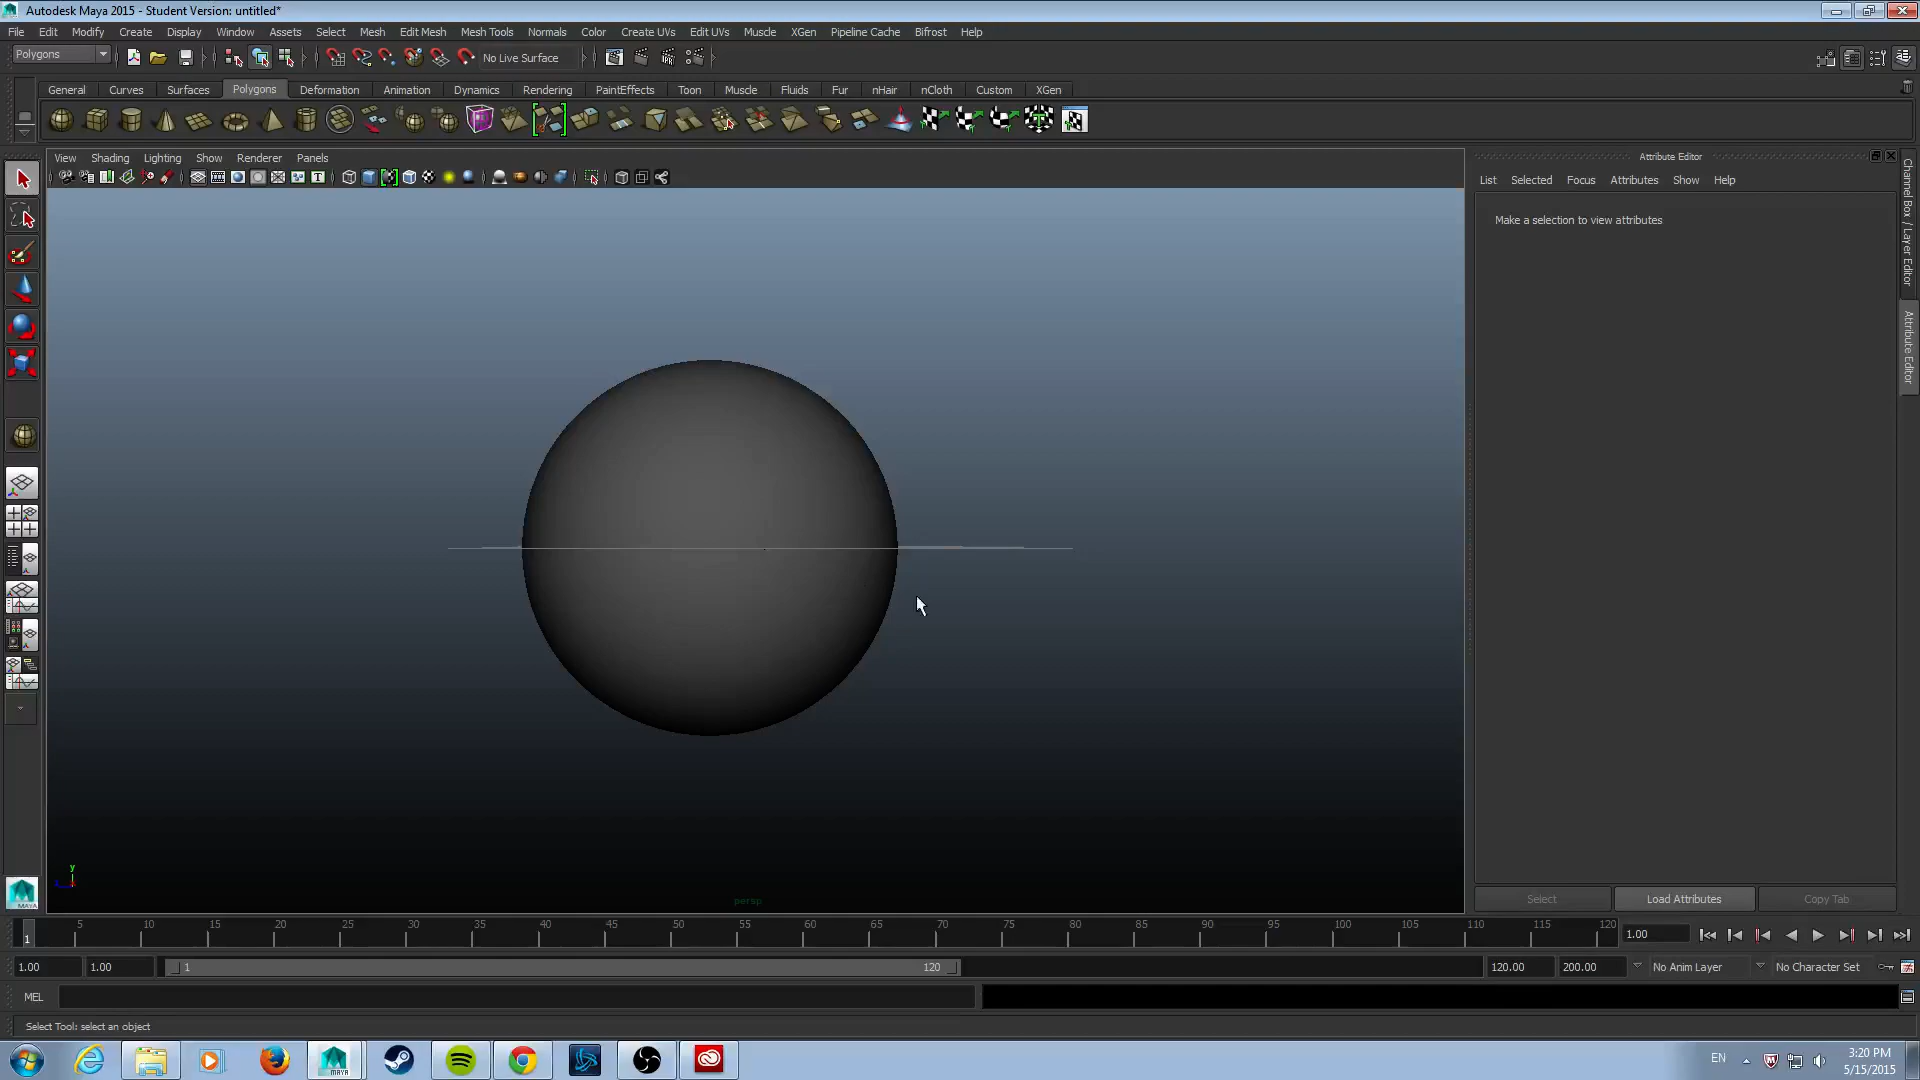 Autodesk Maya 2015 - Student Version: untitled*
File Edit Modify Create Display Window Assets Select Mesh Edit Mesh Mesh Tools Normals Color Create UVs Edit UVs Muscle XGen Pipeline Cache Bifrost Help
Polygons No Live Surface
General Curves Surfaces Polygons Deformation Animation Dynamics Rendering PaintEffects Toon Muscle Fluids Fur nHair nCloth Custom XGen
View Shading Lighting Show Renderer Panels
Attribute Editor
List Selected Focus Attributes Show Help
Make a selection to view attributes
Channel Box / Layer Editor
Attribute Editor
y
persp
Select Load Attributes Copy Tab
MAYA
1 5 10 15 20 25 30 35 40 45 50 55 60 65 70 75 80 85 90 95 100 105 110 115 120 1.00
1.00 1.00 1 120 120.00 200.00 No Anim Layer No Character Set
MEL
Select Tool: select an object
MAYA
EN 3:20 PM
5/15/2015